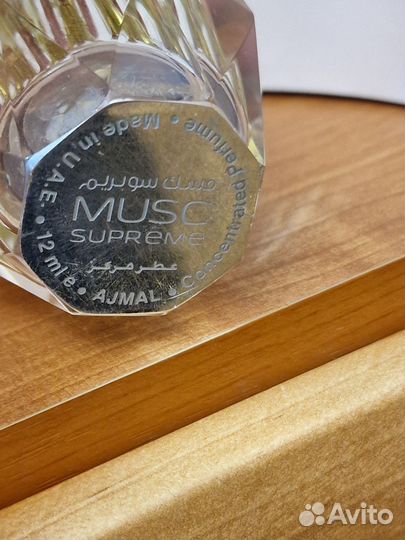 مسك سوبريم
MUSC
SUPREME
عطر مركز
• Made in U.A.E. • 12 ml e • AJMAL • Concentrated perfume
Avito